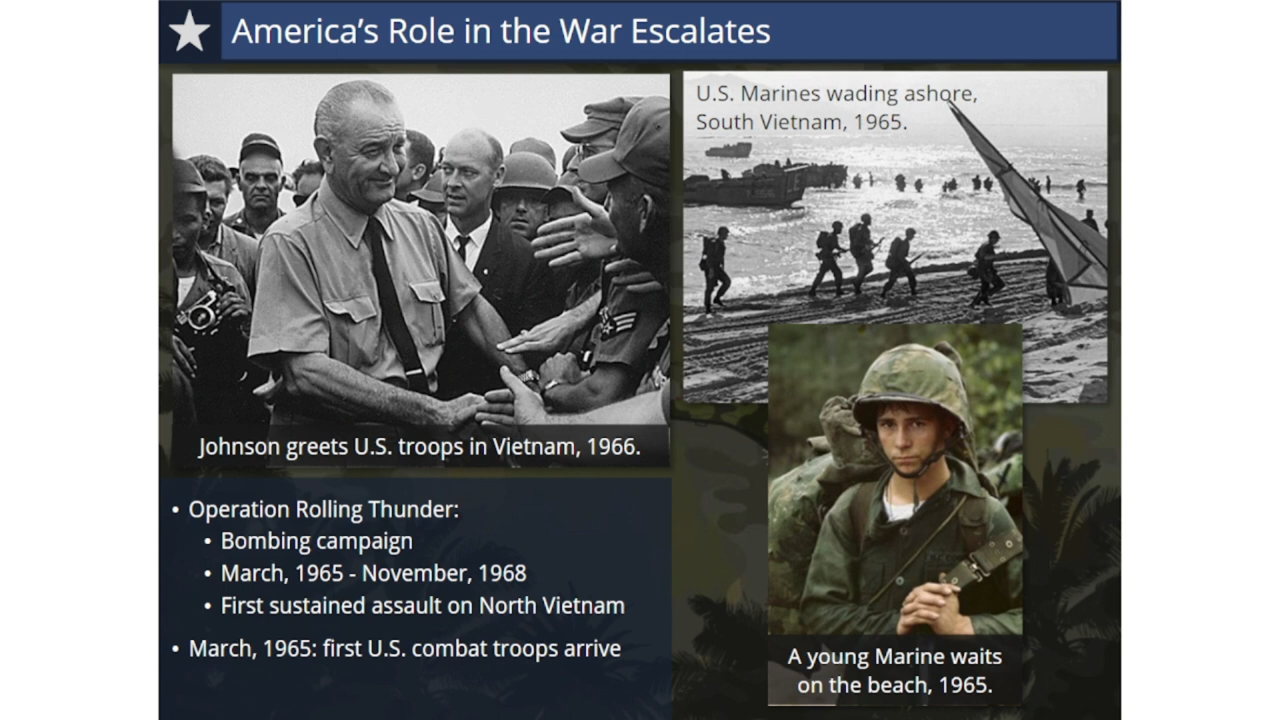 America's Role in the War Escalates
U.S. Marines wading ashore,
South Vietnam, 1965.
Johnson greets U.S. troops in Vietnam, 1966.
• Operation Rolling Thunder:
• Bombing campaign
• March, 1965 - November, 1968
• First sustained assault on North Vietnam
• March, 1965: first U.S. combat troops arrive
A young Marine waits
on the beach, 1965.